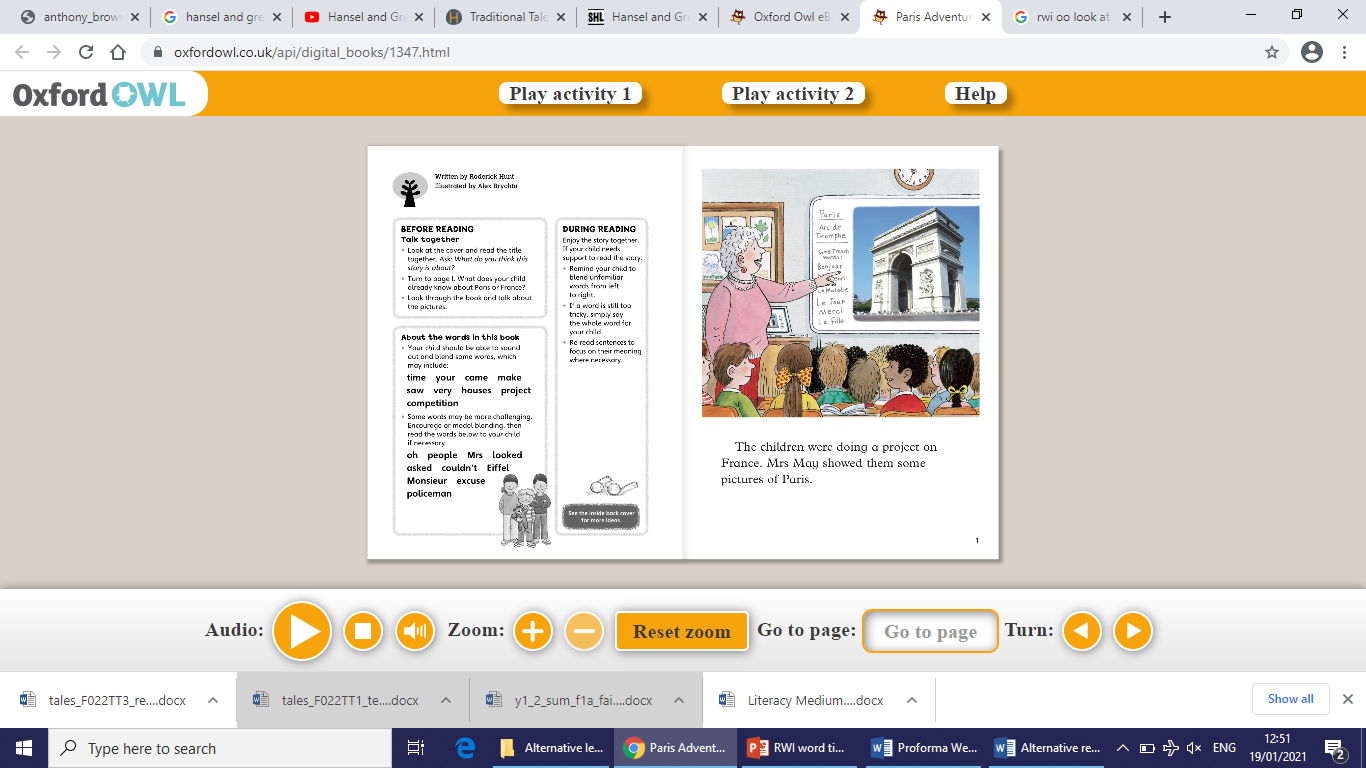 anthony_brow
hansel and gre
Hansel and Gr
Traditional Tale
SHL
Hansel and Gr
Oxford Owl eB
Paris Adventur
rwi oo look at
oxfordowl.co.uk/api/digital_books/1347.html
Oxford OWL
Play activity 1
Play activity 2
Help
Written by Roderick Hunt
Illustrated by Alex Brychta
BEFORE READING
Talk together
• Look at the cover and read the title
together. Ask: What do you think this
story is about?
• Turn to page 1. What does your child
already know about Paris or France?
• Look through the book and talk about
the pictures.
About the words in this book
• Your child should be able to sound
out and blend some words, which
may include:
time your came make
saw very houses project
competition
• Some words may be more challenging.
Encourage or model blending, then
read the words below to your child
if necessary.
oh people Mrs looked
asked couldn't Eiffel
Monsieur excuse
policeman
DURING READING
Enjoy the story together.
If your child needs
support to read the story:
• Remind your child to
blend unfamiliar
words from left
to right.
• If a word is still too
tricky, simply say
the whole word for
your child
• Re-read sentences to
focus on their meaning
where necessary.
See the inside back cover
for more ideas.
Paris
Arc de
Triomphe
Some French
words:
Bonjour
La Maladie
Le Jour
Merci
La fille
The children were doing a project on
France. Mrs May showed them some
pictures of Paris.
1
Audio:
Zoom:
Reset zoom
Go to page:
Go to page
Turn:
tales_F022TT3_re....docx
tales_F022TT1_te....docx
y1_2_sum_f1a_fai....docx
Literacy Medium....docx
Show all
Type here to search
Alternative le...
Paris Advent...
RWI word ti...
Proforma We...
Alternative re...
ENG
12:51
19/01/2021
2